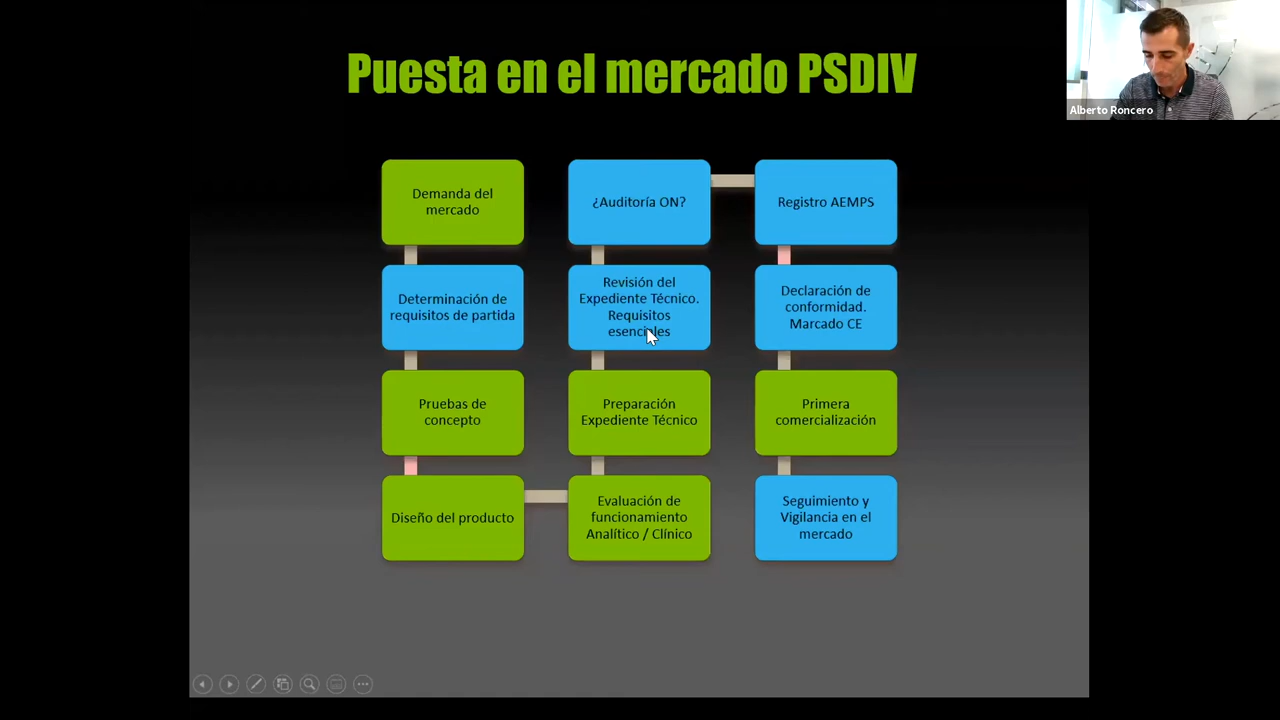 Puesta en el mercado PSDIV
Alberto Roncero
Demanda del
mercado
Determinación de
requisitos de partida
Pruebas de
concepto
Diseño del producto
¿Auditoría ON?
Revisión del
Expediente Técnico.
Requisitos
esenciales
Preparación
Expediente Técnico
Evaluación de
funcionamiento
Analítico / Clínico
Registro AEMPS
Declaración de
conformidad.
Marcado CE
Primera
comercialización
Seguimiento y
Vigilancia en el
mercado